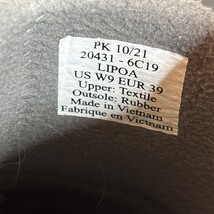 PK 10/21
20431 - 6C19
LIPOA
US W9 EUR 39
Upper: Textile
Outsole: Rubber
Made in Vietnam
Fabrique en Vietnam